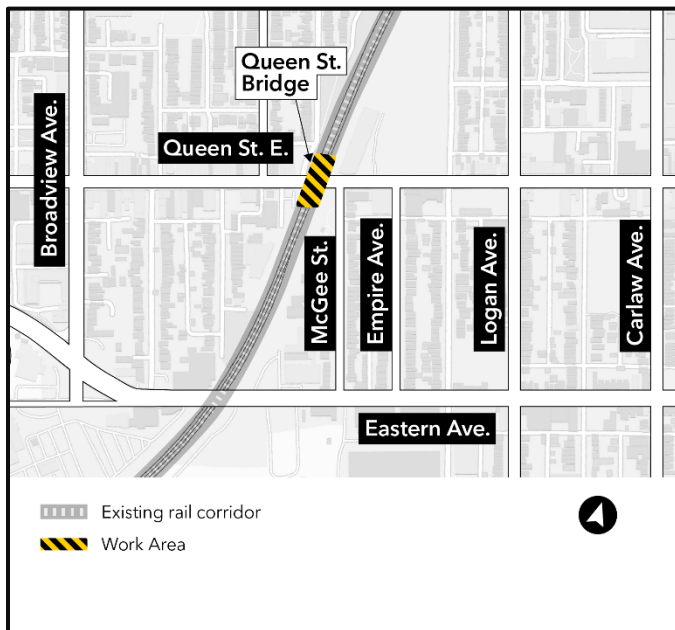 Queen St.
Bridge
Queen St. E.
Broadview Ave.
McGee St.
Empire Ave.
Logan Ave.
Carlaw Ave.
Eastern Ave.
Existing rail corridor
Work Area